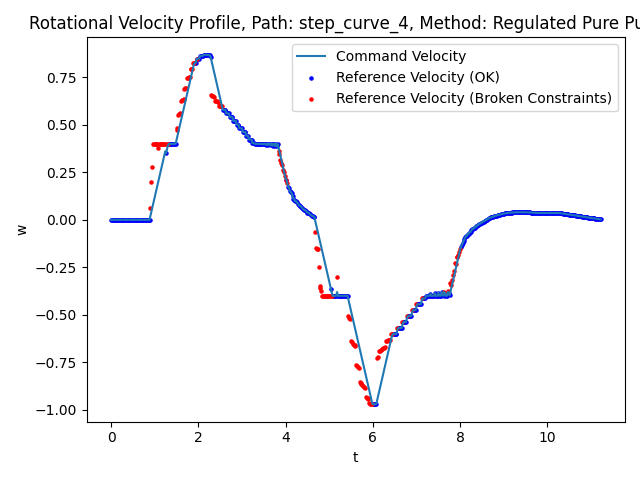 Rotational Velocity Profile, Path: step_curve_4, Method: Regulated Pure
Command Velocity
Reference Velocity (OK)
Reference Velocity (Broken Constraints)
w
0.75
0.50
0.25
0.00
−0.25
−0.50
−0.75
−1.00
0 2 4 6 8 10
t